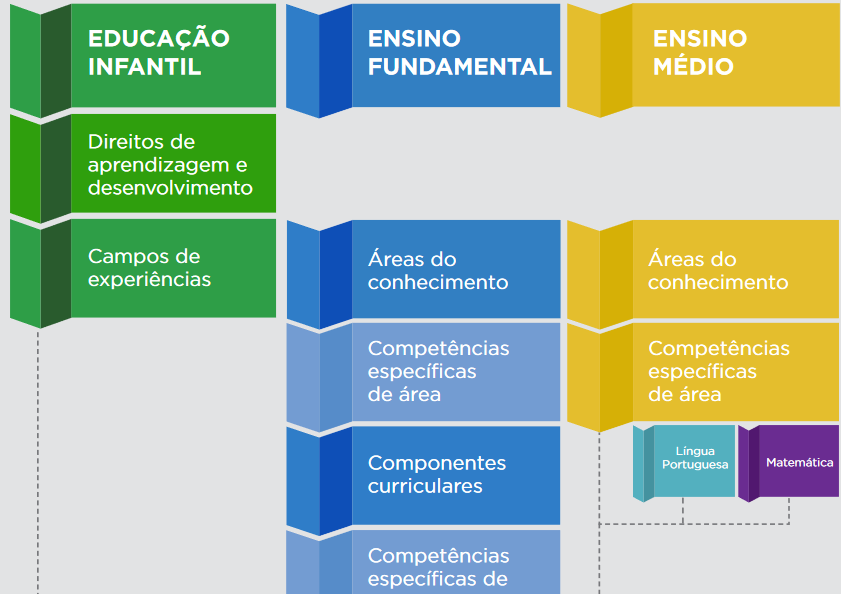 EDUCAÇÃO
INFANTIL
Direitos de
aprendizagem e
desenvolvimento
Campos de
experiências
ENSINO
FUNDAMENTAL
Áreas do
conhecimento
Competências
específicas
de área
Componentes
curriculares
Competências
específicas de
ENSINO
MÉDIO
Áreas do
conhecimento
Competências
específicas
de área
Língua
Portuguesa
Matemática